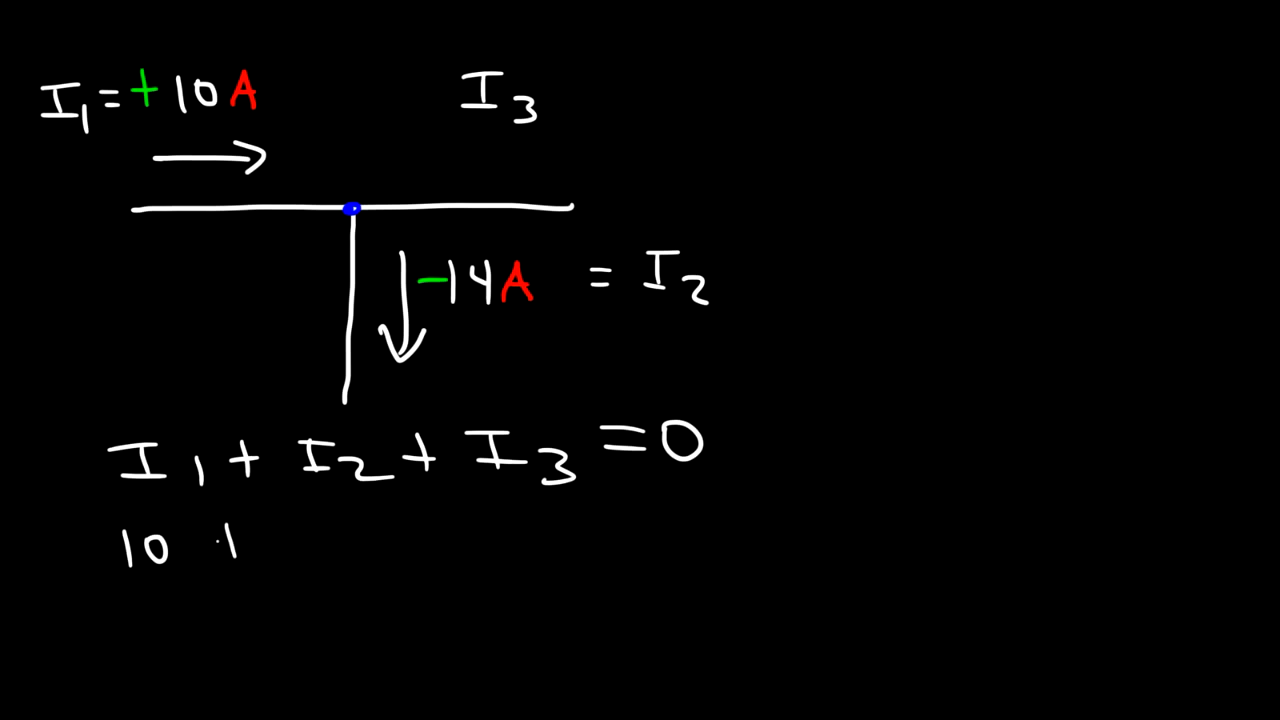 I₁ = +10A
I₃
-14A = I₂
I₁ + I₂ + I₃ = 0
10